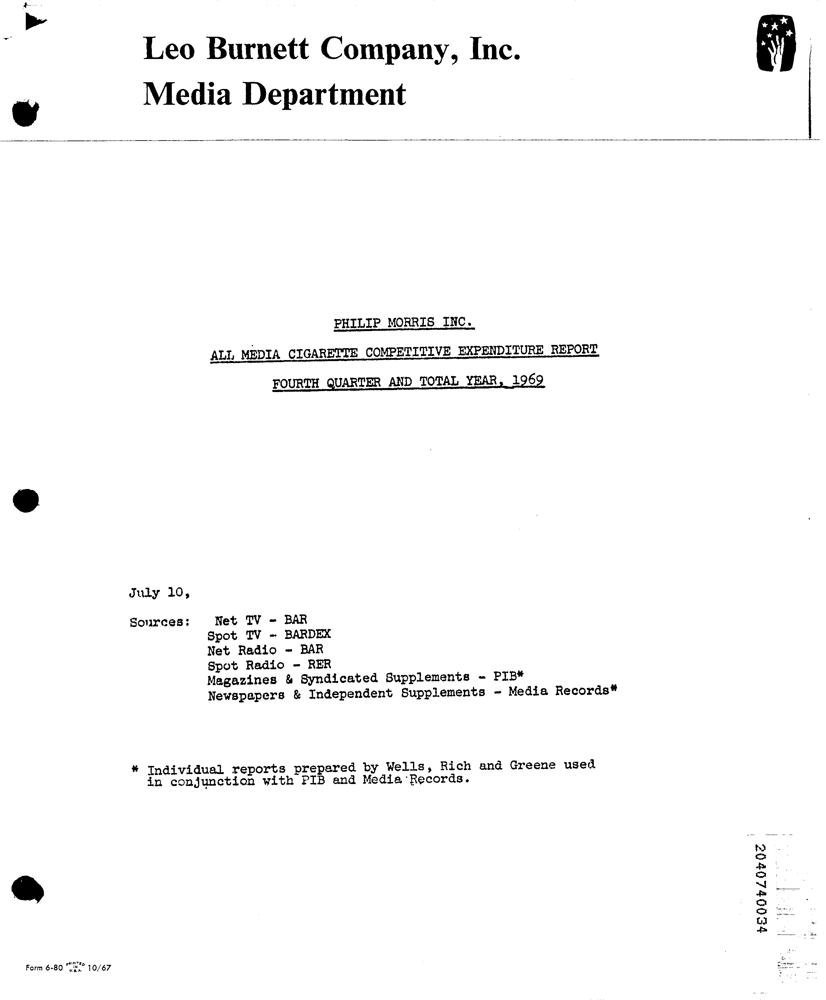 Leo Burnett Company, Inc.
Media Department
PHILIP MORRIS INC.
ALL MEDIA CIGARETTE COMPETITIVE EXPENDITURE REPORT
FOURTH QUARTER AND TOTAL YEAR, 1969
July 10,
Sources: Net TV - BAR
Spot TV - BARDEX
Net Radio - BAR
Spot Radio - RER
Magazines & Syndicated Supplements - PIB*
Newspapers & Independent Supplements - Media Records*
* Individual reports prepared by Wells, Rich and Greene used
in conjunction with PIB and Media Records.
2040740034
Form 6-80 PRINTED IN U.S.A. 10/67